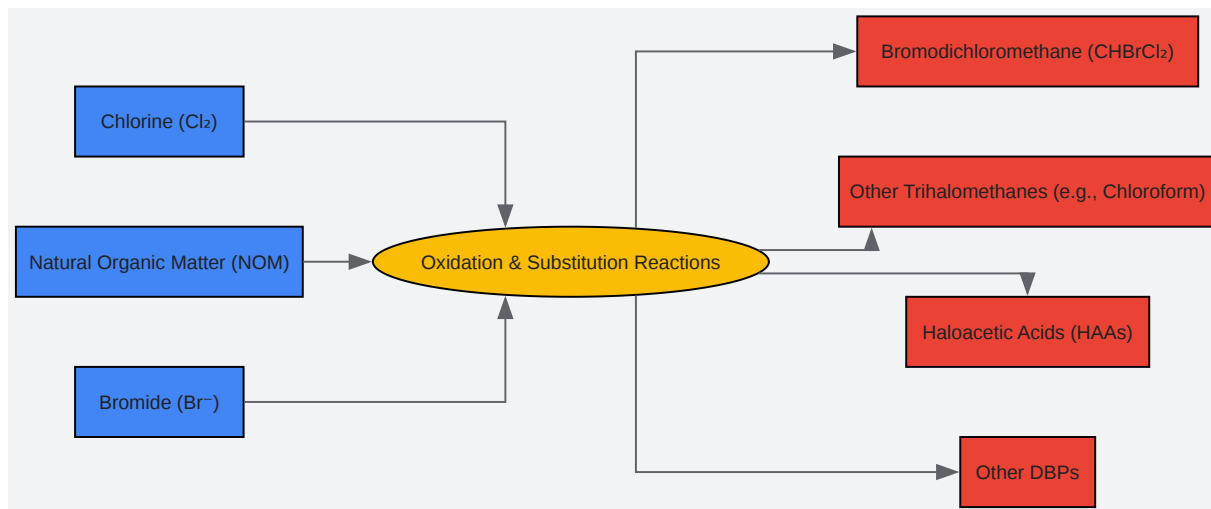 Chlorine (Cl₂)
Natural Organic Matter (NOM)
Bromide (Br⁻)
Oxidation & Substitution Reactions
Bromodichloromethane (CHBrCl₂)
Other Trihalomethanes (e.g., Chloroform)
Haloacetic Acids (HAAs)
Other DBPs